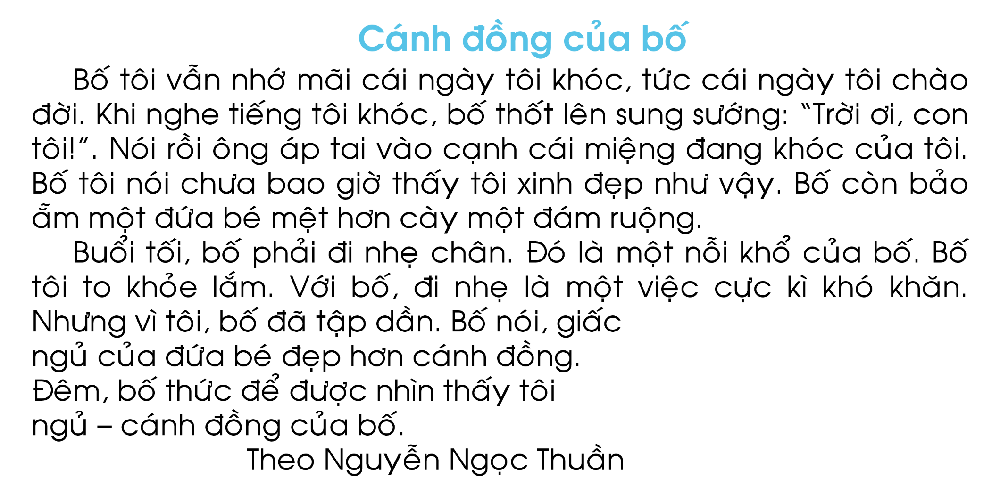 Cánh đồng của bố
Bố tôi vẫn nhớ mãi cái ngày tôi khóc, tức cái ngày tôi chào
đời. Khi nghe tiếng tôi khóc, bố thốt lên sung sướng: “Trời ơi, con
tôi!”. Nói rồi ông áp tai vào cạnh cái miệng đang khóc của tôi.
Bố tôi nói chưa bao giờ thấy tôi xinh đẹp như vậy. Bố còn bảo
ẵm một đứa bé mệt hơn cày một đám ruộng.
Buổi tối, bố phải đi nhẹ chân. Đó là một nỗi khổ của bố. Bố
tôi to khỏe lắm. Với bố, đi nhẹ là một việc cực kì khó khăn.
Nhưng vì tôi, bố đã tập dần. Bố nói, giấc
ngủ của đứa bé đẹp hơn cánh đồng.
Đêm, bố thức để được nhìn thấy tôi
ngủ – cánh đồng của bố.
Theo Nguyễn Ngọc Thuần